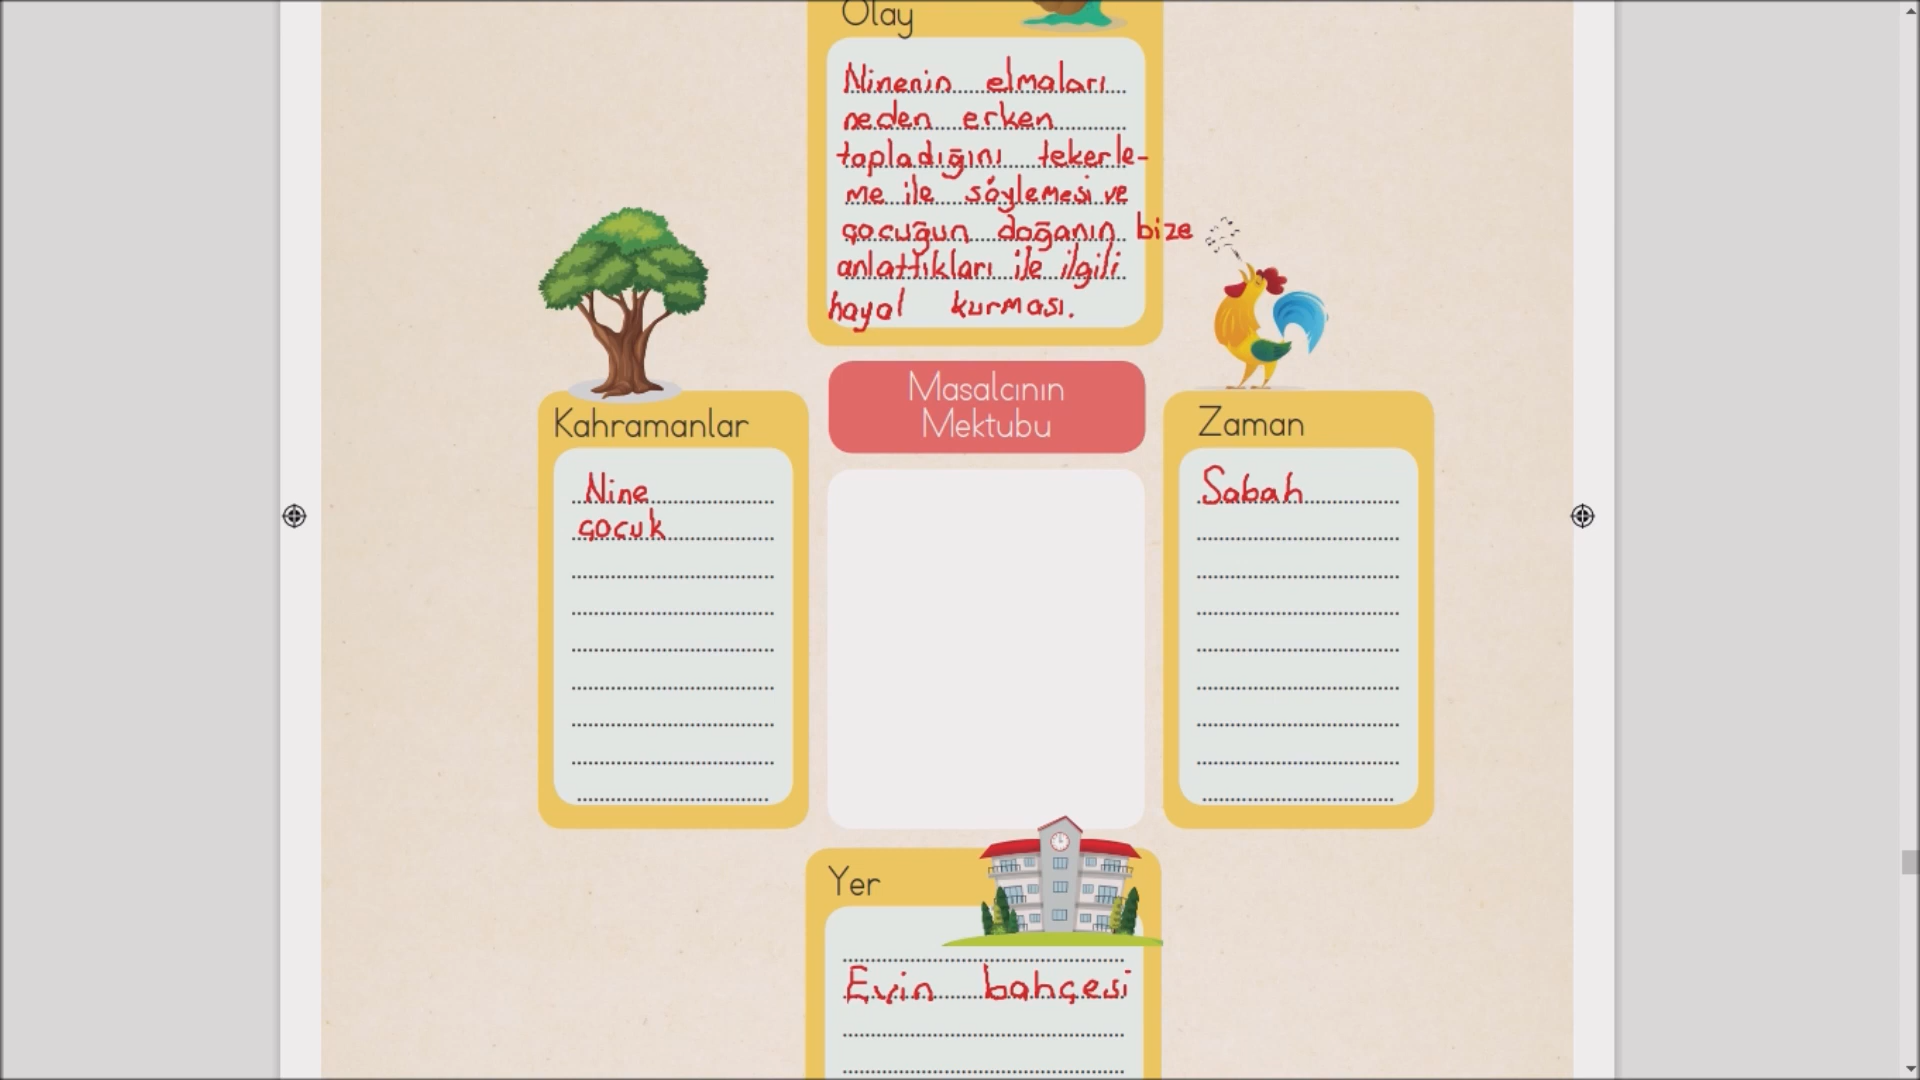 Olay
Ninenin elmaları
neden erken
topladığını tekerle-
me ile söylemesi ve
çocuğun doğanın bize
anlattıkları ile ilgili
hayal kurması.
Masalcının
Mektubu
Kahramanlar
Nine
çocuk
Zaman
Sabah
Yer
Evin bahçesi